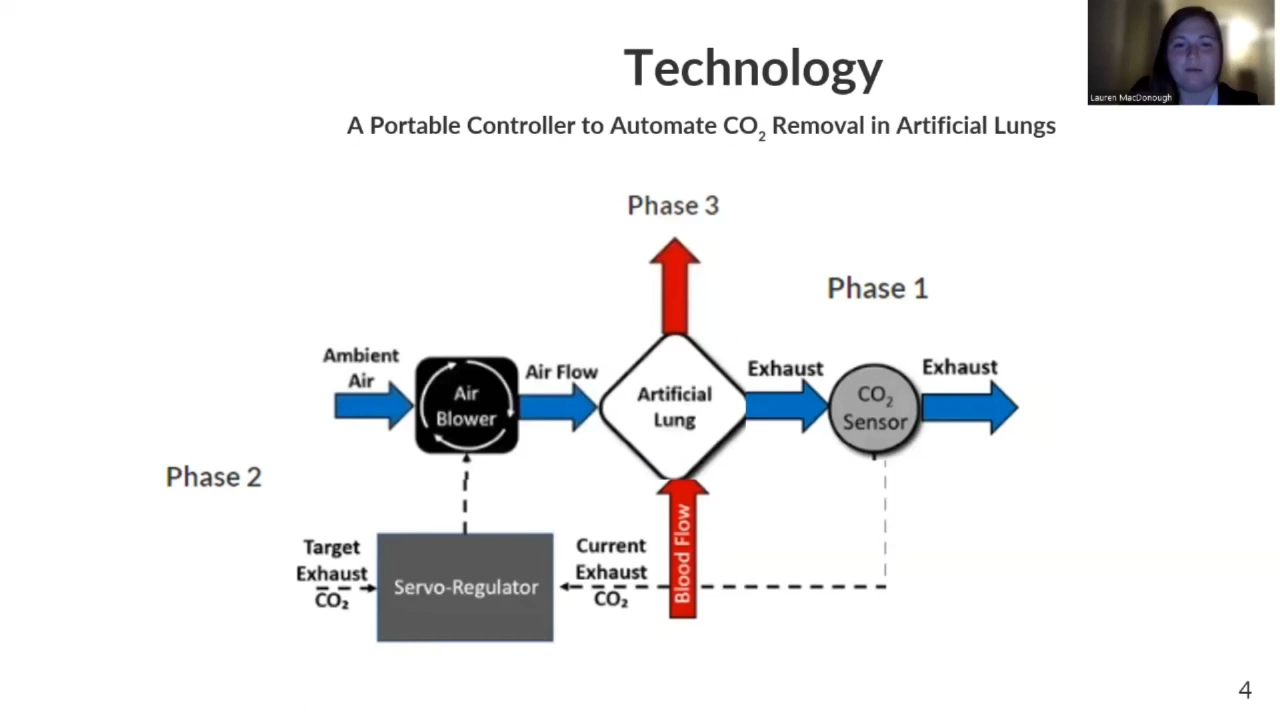 Technology
Lauren MacDonough
A Portable Controller to Automate CO₂ Removal in Artificial Lungs
Phase 3
Phase 1
Ambient
Air
Air
Blower
Air Flow
Artificial
Lung
Exhaust
CO₂
Sensor
Exhaust
Phase 2
Target
Exhaust
CO₂
Servo-Regulator
Current
Exhaust
CO₂
Blood Flow
4